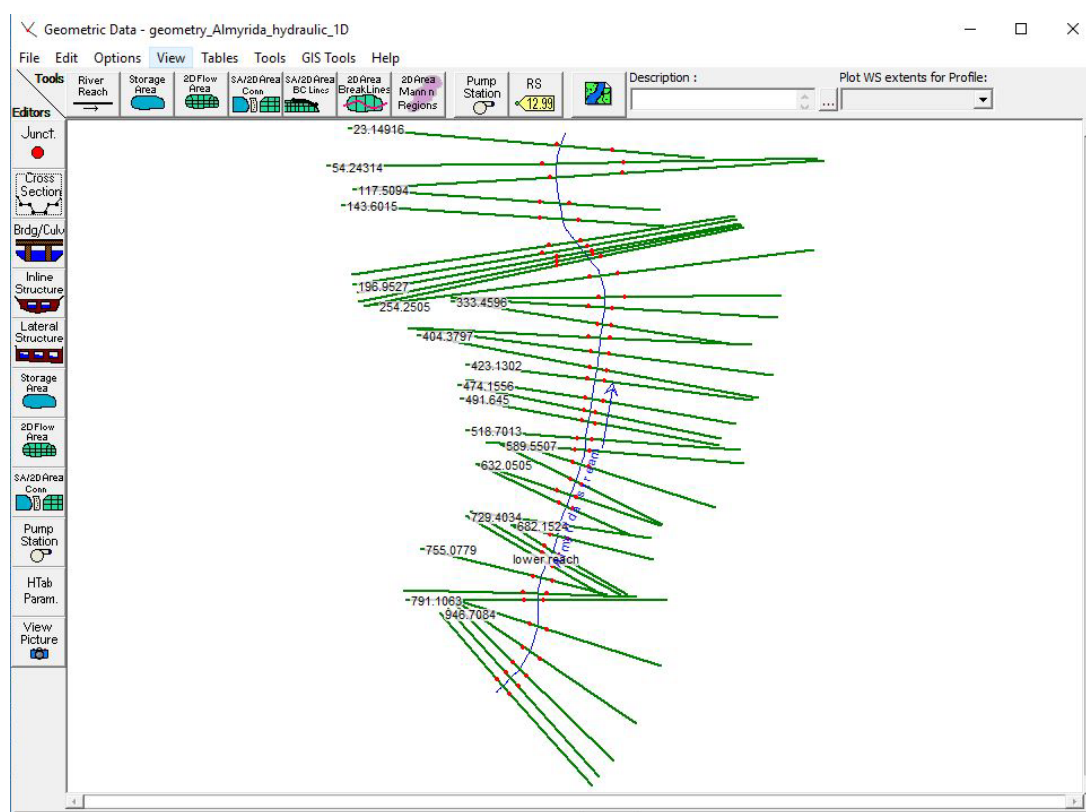 Geometric Data - geometry_Almyrida_hydraulic_1D
File Edit Options View Tables Tools GIS Tools Help
Tools
Editors
River
Reach
Storage
Area
2D Flow
Area
SA/2D Area
Conn
SA/2D Area
BC Lines
2D Area
BreakLines
2D Area
Mann n
Regions
Pump
Station
RS
12.99
Description :
...
Plot WS extents for Profile:
Junct.
Cross
Section
Brdg/Culv
Inline
Structure
Lateral
Structure
Storage
Area
2D Flow
Area
SA/2D Area
Conn
Pump
Station
HTab
Param.
View
Picture
23.14916
54.24314
117.5094
143.6015
196.9527
254.2505
333.4596
404.3797
423.1302
474.1556
491.645
518.7013
589.5507
632.0505
729.4034
682.1524
755.0779
lower reach
791.1063
946.7084